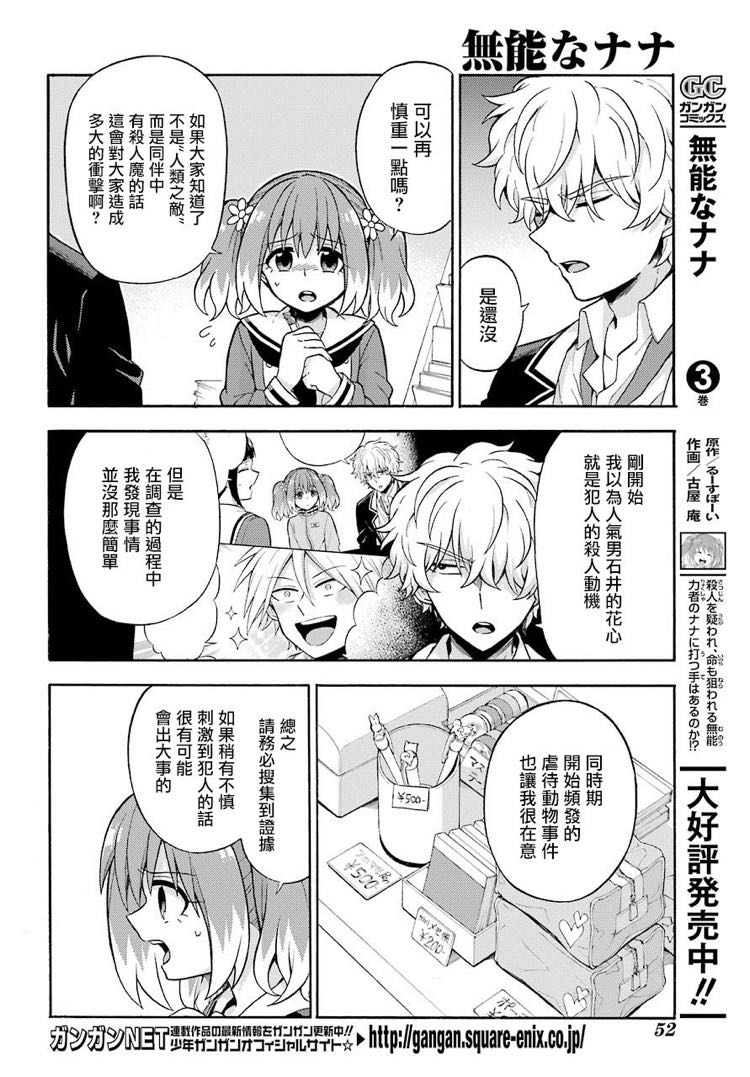 無能なナナ
是還沒
可以再
慎重一點嗎?
如果大家知道了
不是〝人類之敵〞
而是同伴中
有殺人魔的話
這會對大家造成
多大的衝擊啊?
剛開始
我以為人氣男石井的花心
就是犯人的殺人動機
但是
在調查的過程中
我發現事情
並沒那麼簡單
同時期
開始頻發的
虐待動物事件
也讓我很在意
¥500-
マステ
¥500
mini メモ帳
¥200-
總之
請務必搜集到證據
如果稍有不慎
刺激到犯人的話
很有可能
會出大事的
GC
ガンガン
コミックス
無能なナナ
3
巻
原作/るーすぼーい
作画/古屋 庵
殺人を疑われ、命も狙われる無能
力者のナナに打つ手はあるのか!?
大好評発売中!!
ガンガンNET
連載作品の最新情報をガンガン更新中!!
少年ガンガンオフィシャルサイト☆
http://gangan.square-enix.co.jp/
52